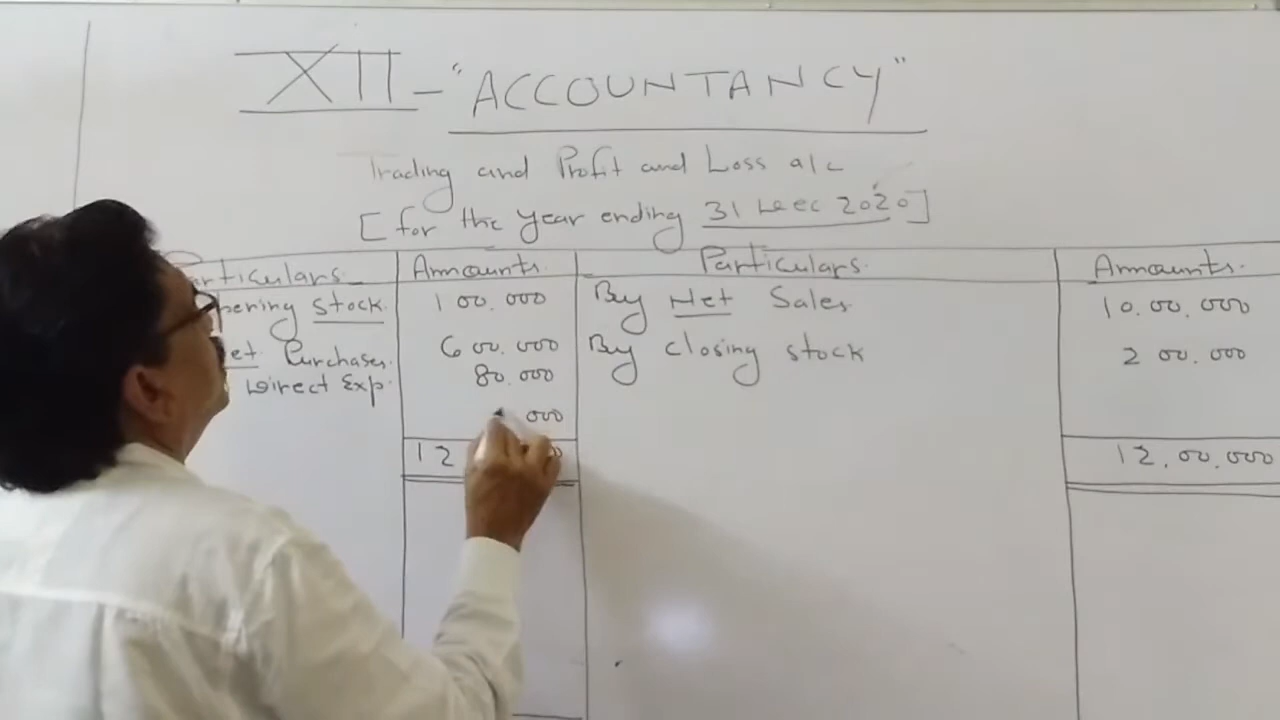 XII - "ACCOUNTANCY"
Trading and Profit and Loss a/c
[for the year ending 31 Dec 2020]
Particulars Amounts. Particulars. Amounts.
pening stock. 1 00.000 By Net Sales 10.00.000
et Purchases. 6 00.000 By closing stock 2 00.000
Direct Exp. 80.000
000
12 12.00.000